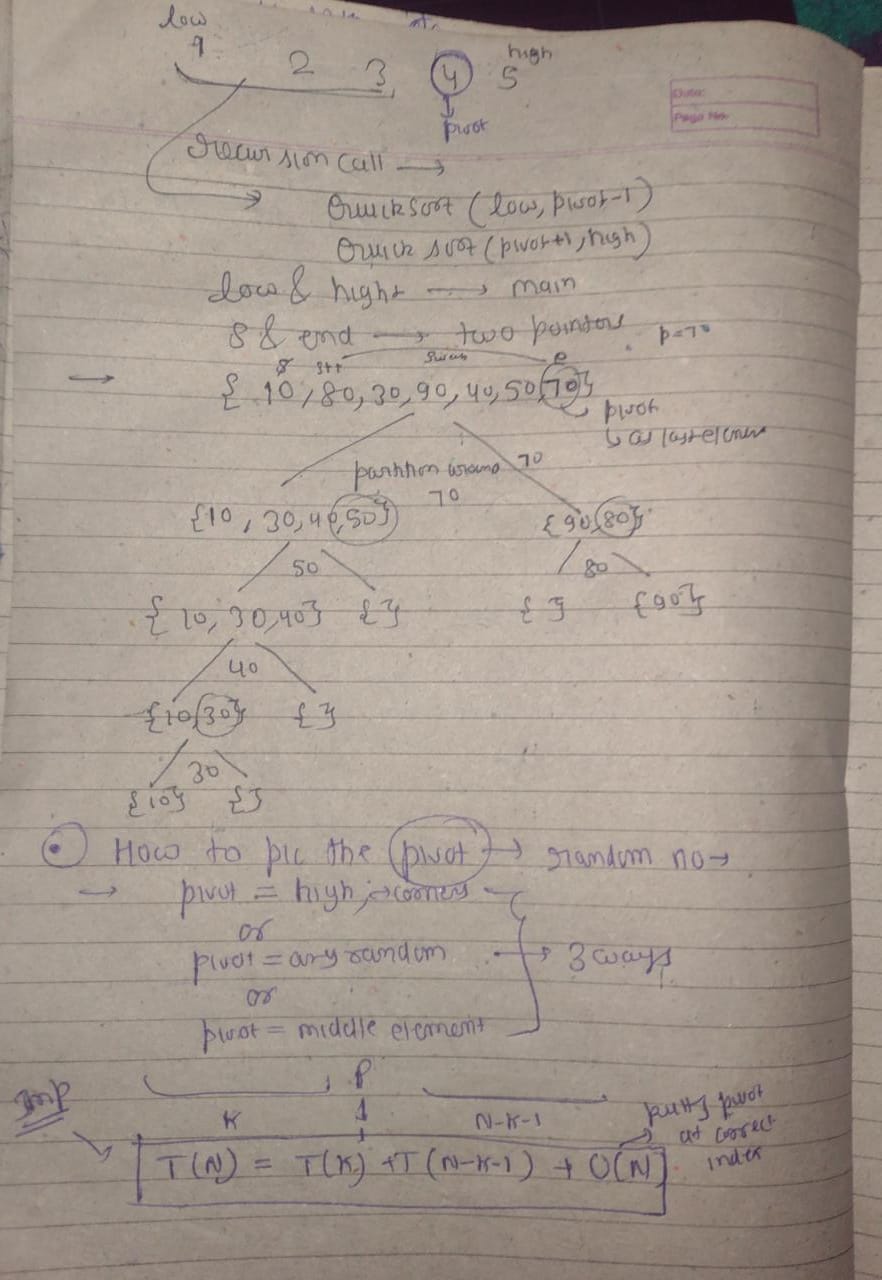 low high
1 2 3, 4 5
pivot
Date:
Page No.
recursion call →
Quicksort (low, pivot-1)
Quick sort (pivot+1, high)
low & high → main
s & end → two pointers p=70
s s++ swap e
→ { 10, 80, 30, 90, 40, 50, 70}
pivot
↳ as last element
partition around 70
70
{10, 30, 40, 50} {90, 80}
50 80
{ 10, 30, 40} { } { } {90}
40
{10, 30} { }
30
{10} { }
How to pic the pivot → random no →
→ pivot = high, → corners
or
pivot = any random → 3 ways
or
pivot = middle element
Imp P
K 1 N-K-1 putt pivot
at correct
index
T(N) = T(K) + T(N-K-1) + O(N)